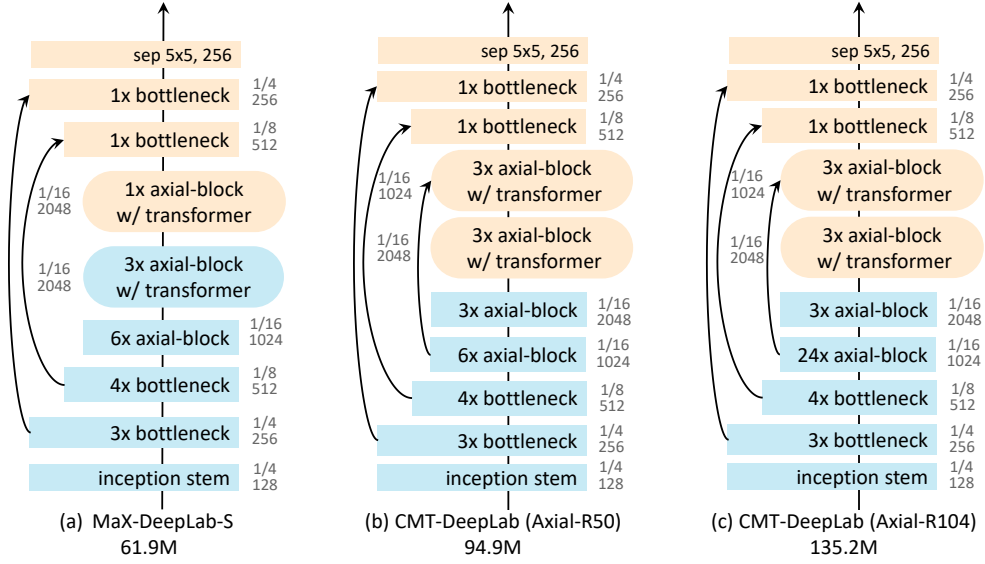 sep 5x5, 256
1x bottleneck
1/4
256
1x bottleneck
1/8
512
1/16
2048
1x axial-block
w/ transformer
1/16
2048
3x axial-block
w/ transformer
6x axial-block
1/16
1024
4x bottleneck
1/8
512
3x bottleneck
1/4
256
inception stem
1/4
128
(a) MaX-DeepLab-S
61.9M
sep 5x5, 256
1x bottleneck
1/4
256
1x bottleneck
1/8
512
1/16
1024
3x axial-block
w/ transformer
1/16
2048
3x axial-block
w/ transformer
3x axial-block
1/16
2048
6x axial-block
1/16
1024
4x bottleneck
1/8
512
3x bottleneck
1/4
256
inception stem
1/4
128
(b) CMT-DeepLab (Axial-R50)
94.9M
sep 5x5, 256
1x bottleneck
1/4
256
1x bottleneck
1/8
512
1/16
1024
3x axial-block
w/ transformer
1/16
2048
3x axial-block
w/ transformer
3x axial-block
1/16
2048
24x axial-block
1/16
1024
4x bottleneck
1/8
512
3x bottleneck
1/4
256
inception stem
1/4
128
(c) CMT-DeepLab (Axial-R104)
135.2M